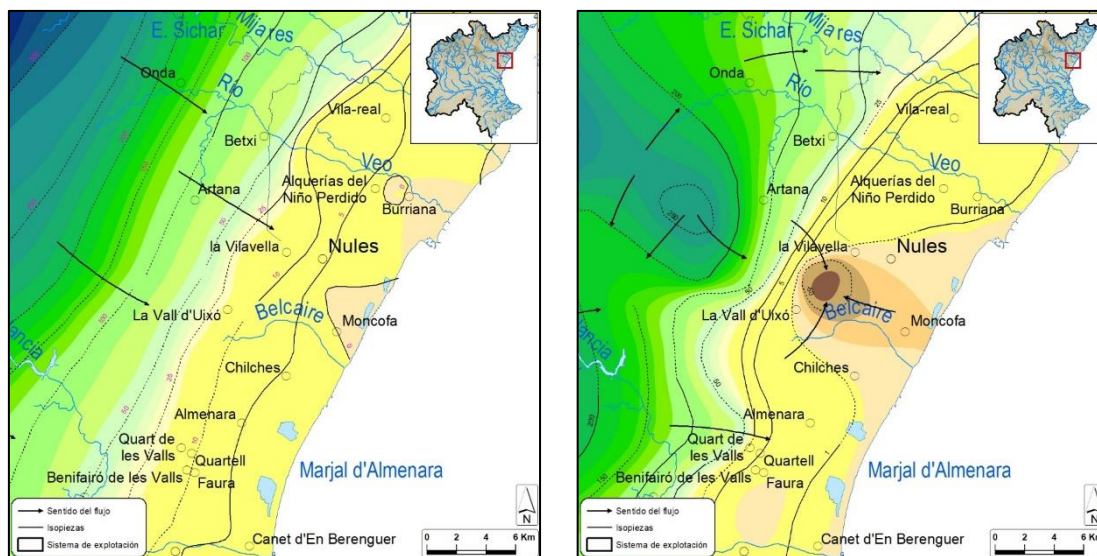 E. Sichar
Mijares
Onda
Río
Vila-real
Betxi
Veo
Artana
Alquerías del
Niño Perdido
Burriana
la Vilavella
Nules
La Vall d'Uixó
Belcaire
Moncofa
ancia
Chilches
Almenara
Quart de
les Valls
Quartell
Benifairó de les Valls
Faura
Marjal d'Almenara
Sentido del flujo
Isopiezas
Sistema de explotación
Canet d'En Berenguer
N
0 2 4 6 Km
E. Sichar
Mijares
Onda
Río
Vila-real
Betxi
Veo
Artana
Alquerías del
Niño Perdido
Burriana
la Vilavella
Nules
La Vall d'Uixó
Belcaire
Moncofa
ancia
Chilches
Almenara
Quart de
les Valls
Quartell
Benifairó de les Valls
Faura
Marjal d'Almenara
Sentido del flujo
Isopiezas
Sistema de explotación
Canet d'En Berenguer
N
0 2 4 6 Km